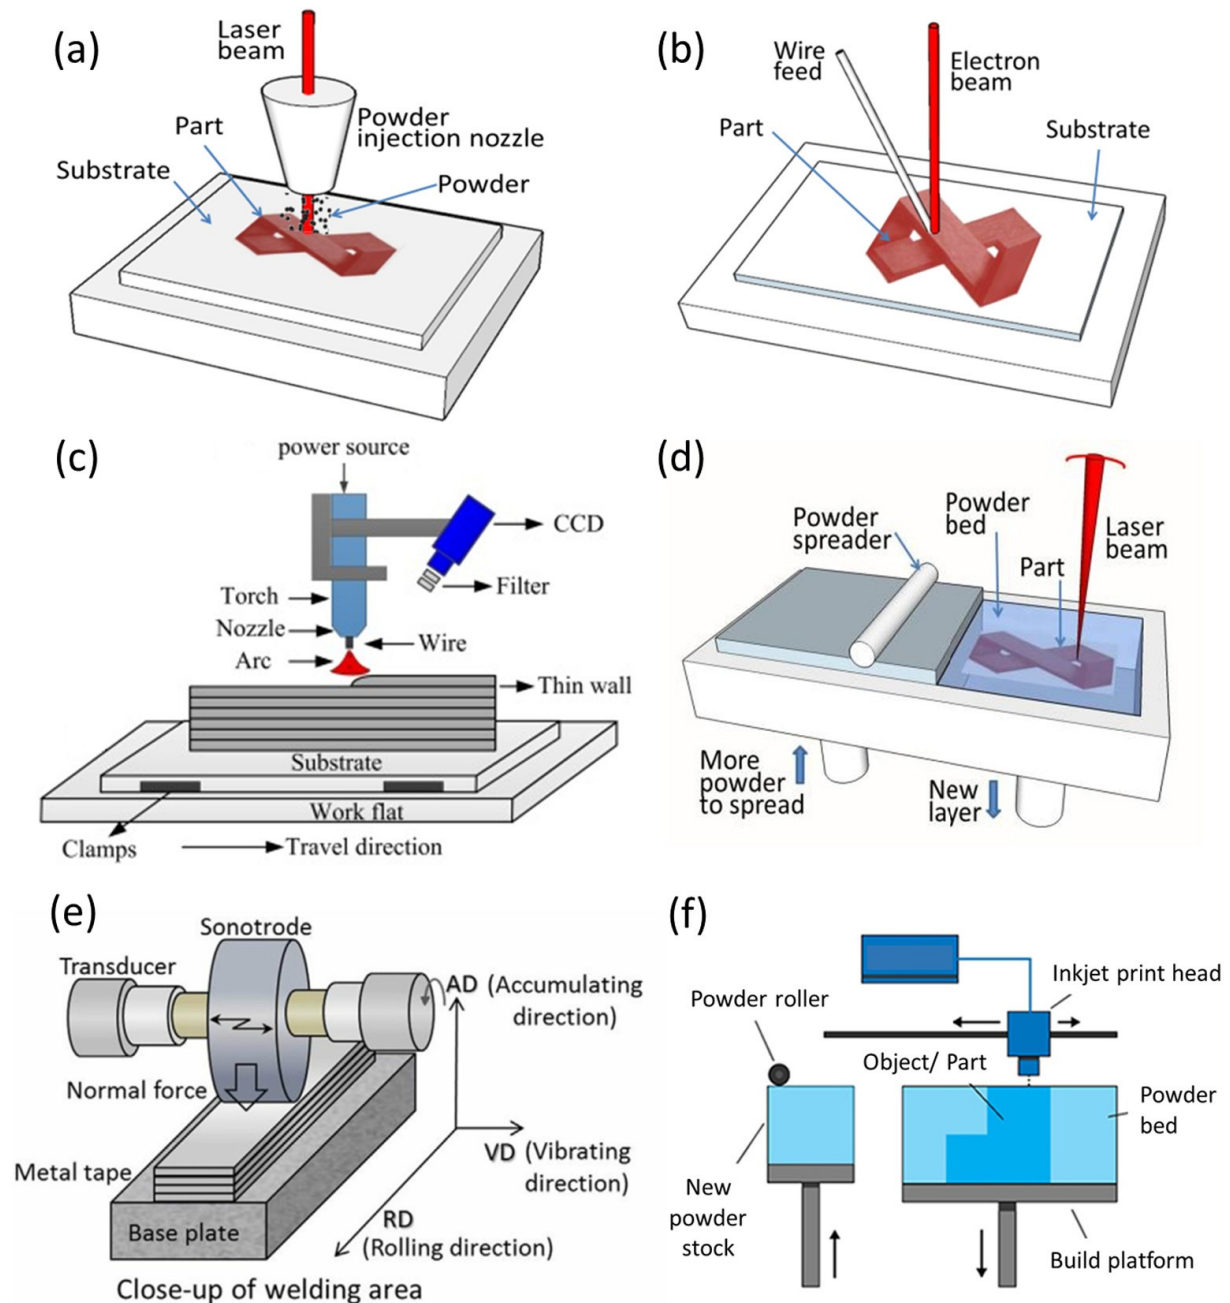 (a)
Laser
beam
Part
Powder
injection nozzle
Substrate
Powder
(b)
Wire
feed
Electron
beam
Part
Substrate
(c)
power source
CCD
Filter
Torch
Nozzle
Wire
Arc
Thin wall
Substrate
Work flat
Clamps
Travel direction
(d)
Powder
spreader
Powder
bed
Laser
beam
Part
More
powder
to spread
New
layer
(e)
Sonotrode
Transducer
AD (Accumulating
direction)
Normal force
VD (Vibrating
direction)
Metal tape
RD
(Rolling direction)
Base plate
Close-up of welding area
(f)
Inkjet print head
Powder roller
Object/ Part
Powder
bed
New
powder
stock
Build platform